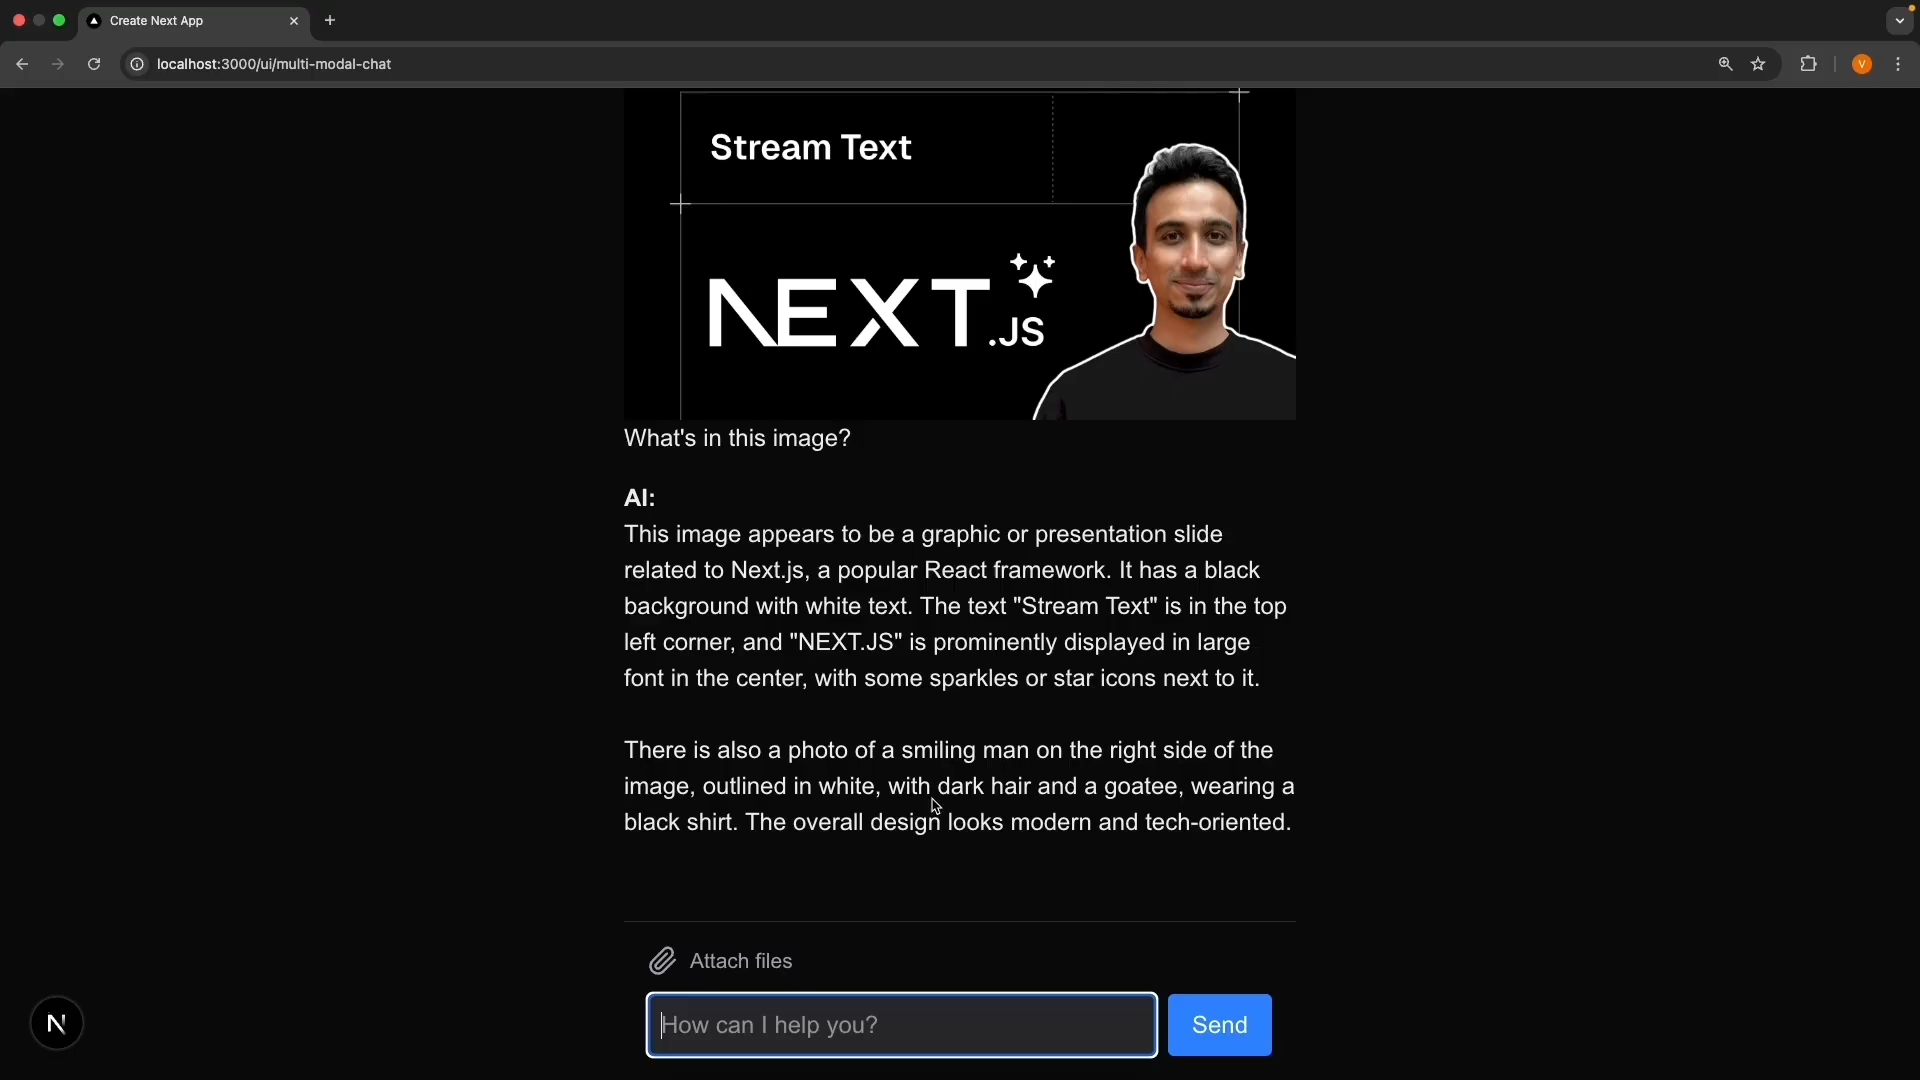 Create Next App
localhost:3000/ui/multi-modal-chat
V
Stream Text
NEXT.JS
What's in this image?
AI:
This image appears to be a graphic or presentation slide
related to Next.js, a popular React framework. It has a black
background with white text. The text "Stream Text" is in the top
left corner, and "NEXT.JS" is prominently displayed in large
font in the center, with some sparkles or star icons next to it.
There is also a photo of a smiling man on the right side of the
image, outlined in white, with dark hair and a goatee, wearing a
black shirt. The overall design looks modern and tech-oriented.
Attach files
How can I help you?
Send
N